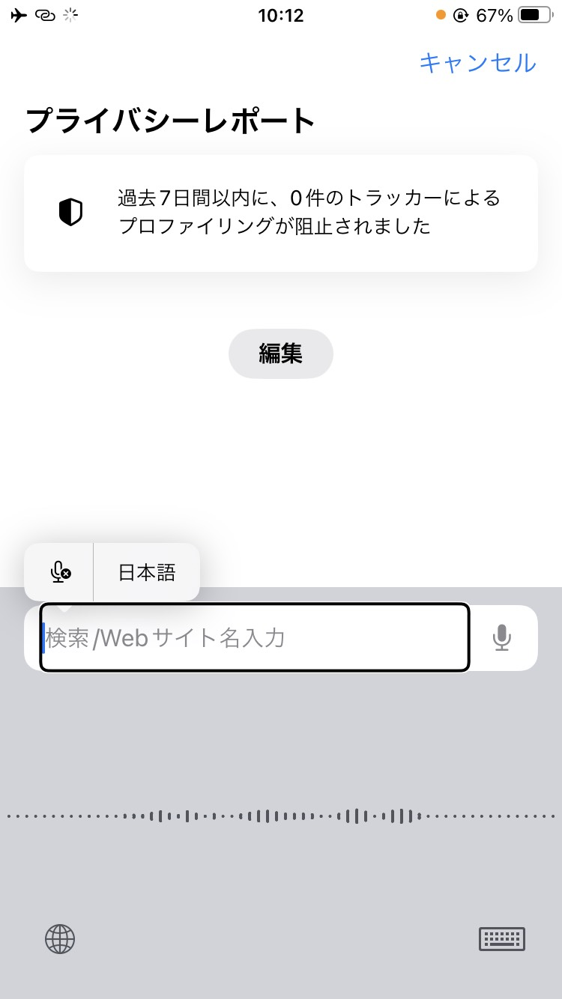 10:12
67%
キャンセル
プライバシーレポート
過去7日間以内に、0件のトラッカーによる
プロファイリングが阻止されました
編集
日本語
検索/Webサイト名入力